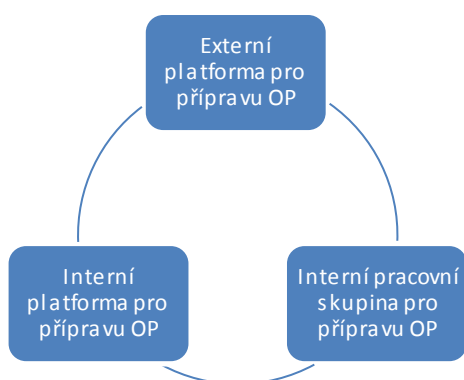 Externí
platforma pro
přípravu OP
Interní
platforma pro
přípravu OP
Interní pracovní
skupina pro
přípravu OP